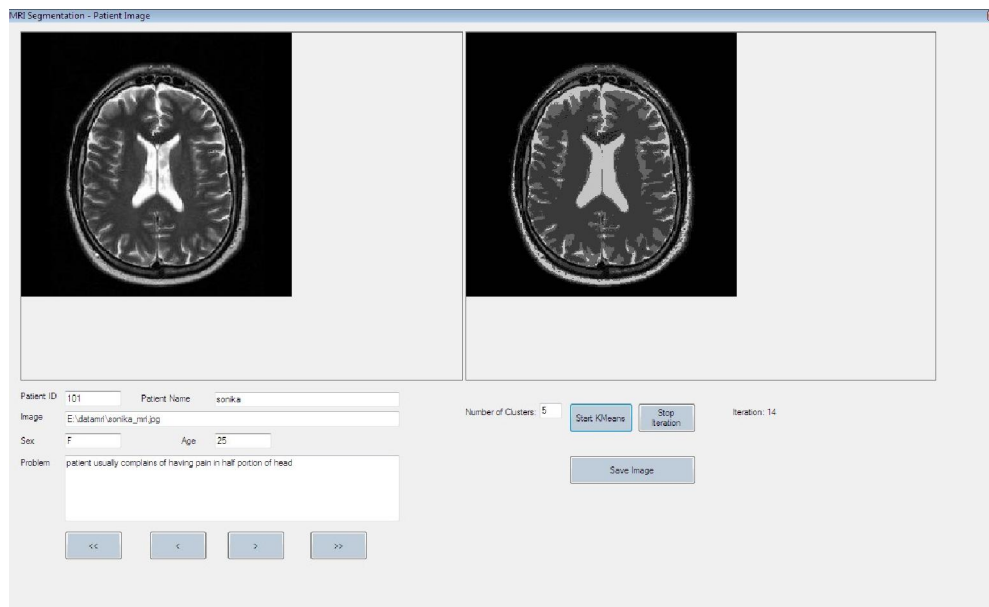 MRI Segmentation - Patient Image
Patient ID 101 Patient Name sonika
Image E:\datamri\sonika_mri.jpg
Sex F Age 25
Problem patient usually complains of having pain in half portion of head
<< < > >>
Number of Clusters: 5 Start KMeans Stop Iteration Iteration: 14
Save Image